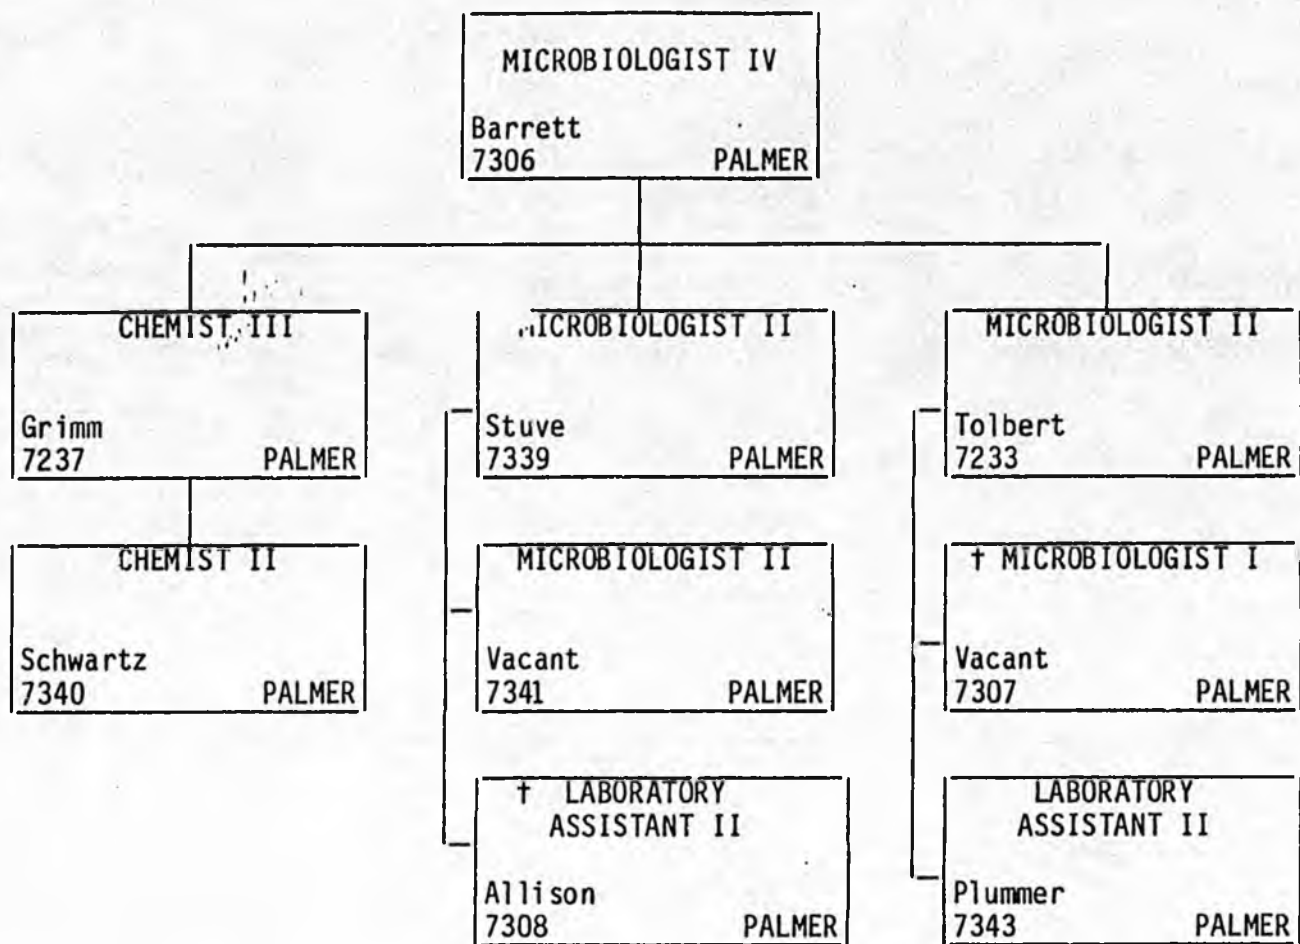 MICROBIOLOGIST IV
Barrett
7306 PALMER
CHEMIST III
Grimm
7237 PALMER
MICROBIOLOGIST II
Stuve
7339 PALMER
MICROBIOLOGIST II
Tolbert
7233 PALMER
CHEMIST II
Schwartz
7340 PALMER
MICROBIOLOGIST II
Vacant
7341 PALMER
† MICROBIOLOGIST I
Vacant
7307 PALMER
† LABORATORY
ASSISTANT II
Allison
7308 PALMER
LABORATORY
ASSISTANT II
Plummer
7343 PALMER